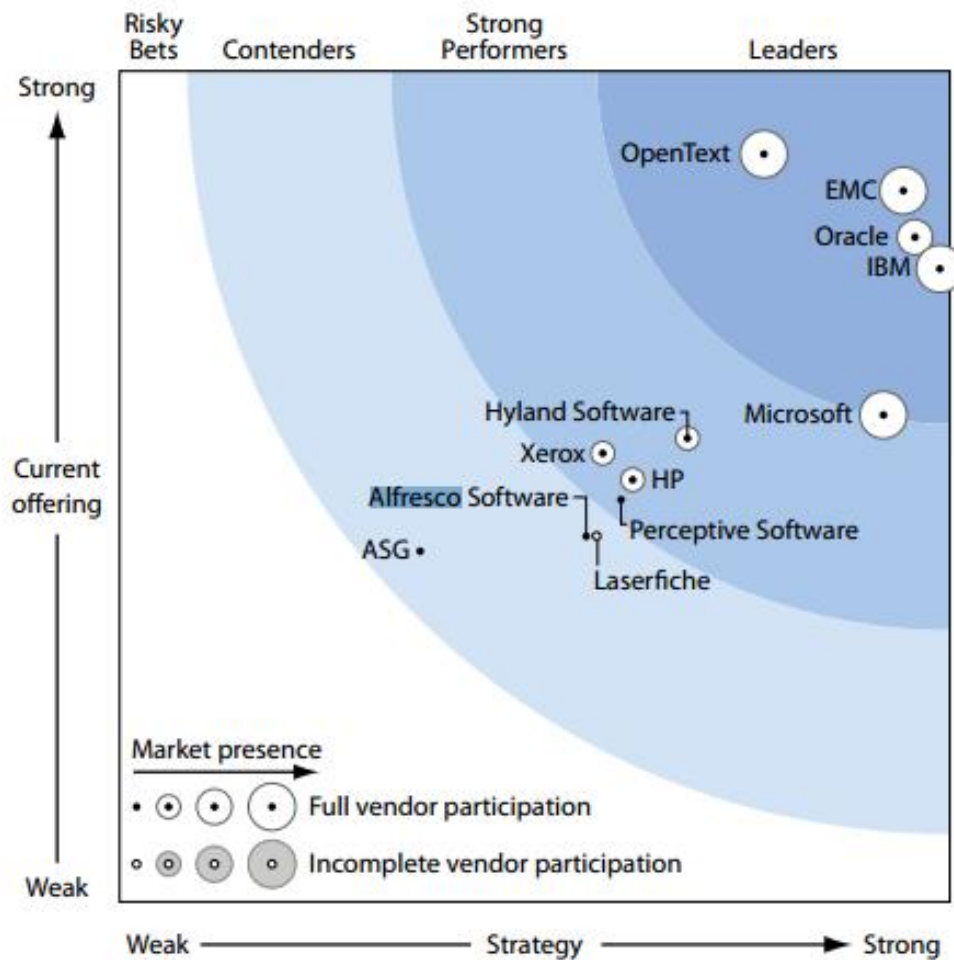 Risky
Bets
Contenders
Strong
Performers
Leaders
Strong
OpenText
EMC
Oracle
IBM
Microsoft
Hyland Software
Xerox
HP
Current
offering
Alfresco Software
Perceptive Software
ASG
Laserfiche
Market presence
Full vendor participation
Incomplete vendor participation
Weak
Weak
Strategy
Strong